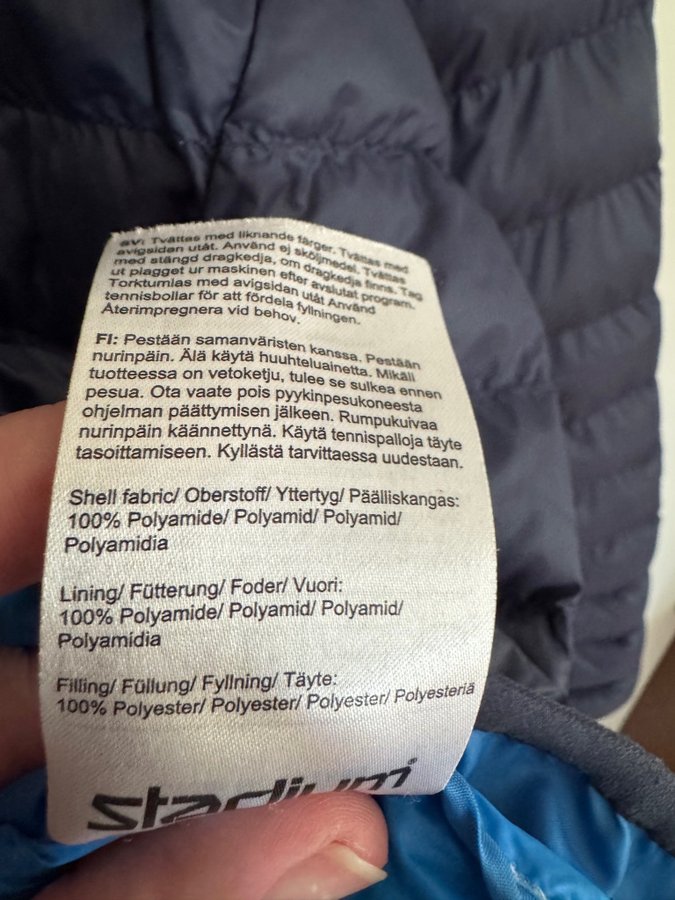 SV: Tvättas med liknande färger. Tvättas med
avigsidan utåt. Använd ej sköljmedel. Tvättas
med stängd dragkedja, om dragkedja finns. Tag
ut plagget ur maskinen efter avslutat program.
Torktumlas med avigsidan utåt Använd
tennisbollar för att fördela fyllningen.
Återimpregnera vid behov.
FI: Pestään samanväristen kanssa. Pestään
nurinpäin. Älä käytä huuhteluainetta. Mikäli
tuotteessa on vetoketju, tulee se sulkea ennen
pesua. Ota vaate pois pyykinpesukoneesta
ohjelman päättymisen jälkeen. Rumpukuivaa
nurinpäin käännettynä. Käytä tennispalloja täyte
tasoittamiseen. Kyllästä tarvittaessa uudestaan.
Shell fabric/ Oberstoff/ Yttertyg/ Päälliskangas:
100% Polyamide/ Polyamid/ Polyamid/
Polyamidia
Lining/ Fütterung/ Foder/ Vuori:
100% Polyamide/ Polyamid/ Polyamid/
Polyamidia
Filling/ Füllung/ Fyllning/ Täyte:
100% Polyester/ Polyester/ Polyester/ Polyesteriä
stadium